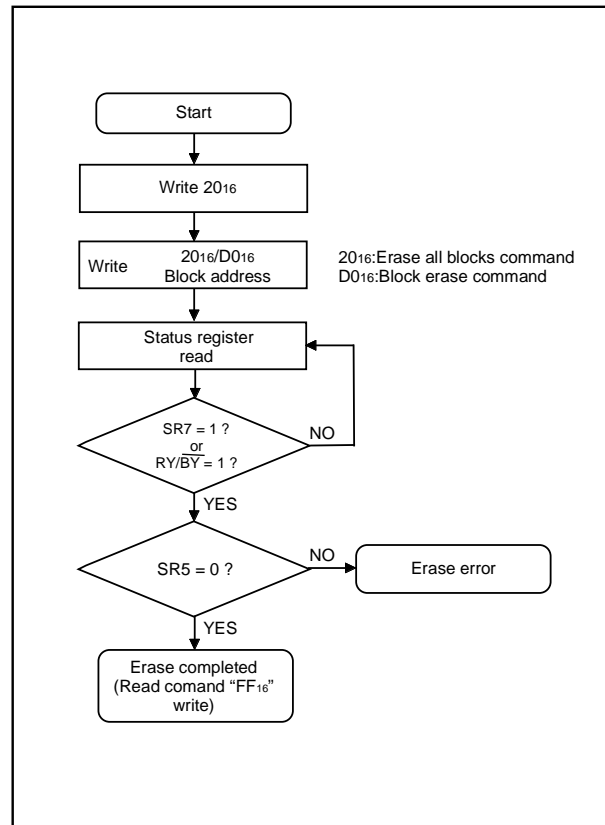 Start
Write 20₁₆
Write 20₁₆/D0₁₆
Block address
20₁₆:Erase all blocks command
D0₁₆:Block erase command
Status register
read
SR7 = 1 ?
or
RY/B̅Y̅ = 1 ?
NO
YES
SR5 = 0 ?
NO
Erase error
YES
Erase completed
(Read comand “FF₁₆”
write)